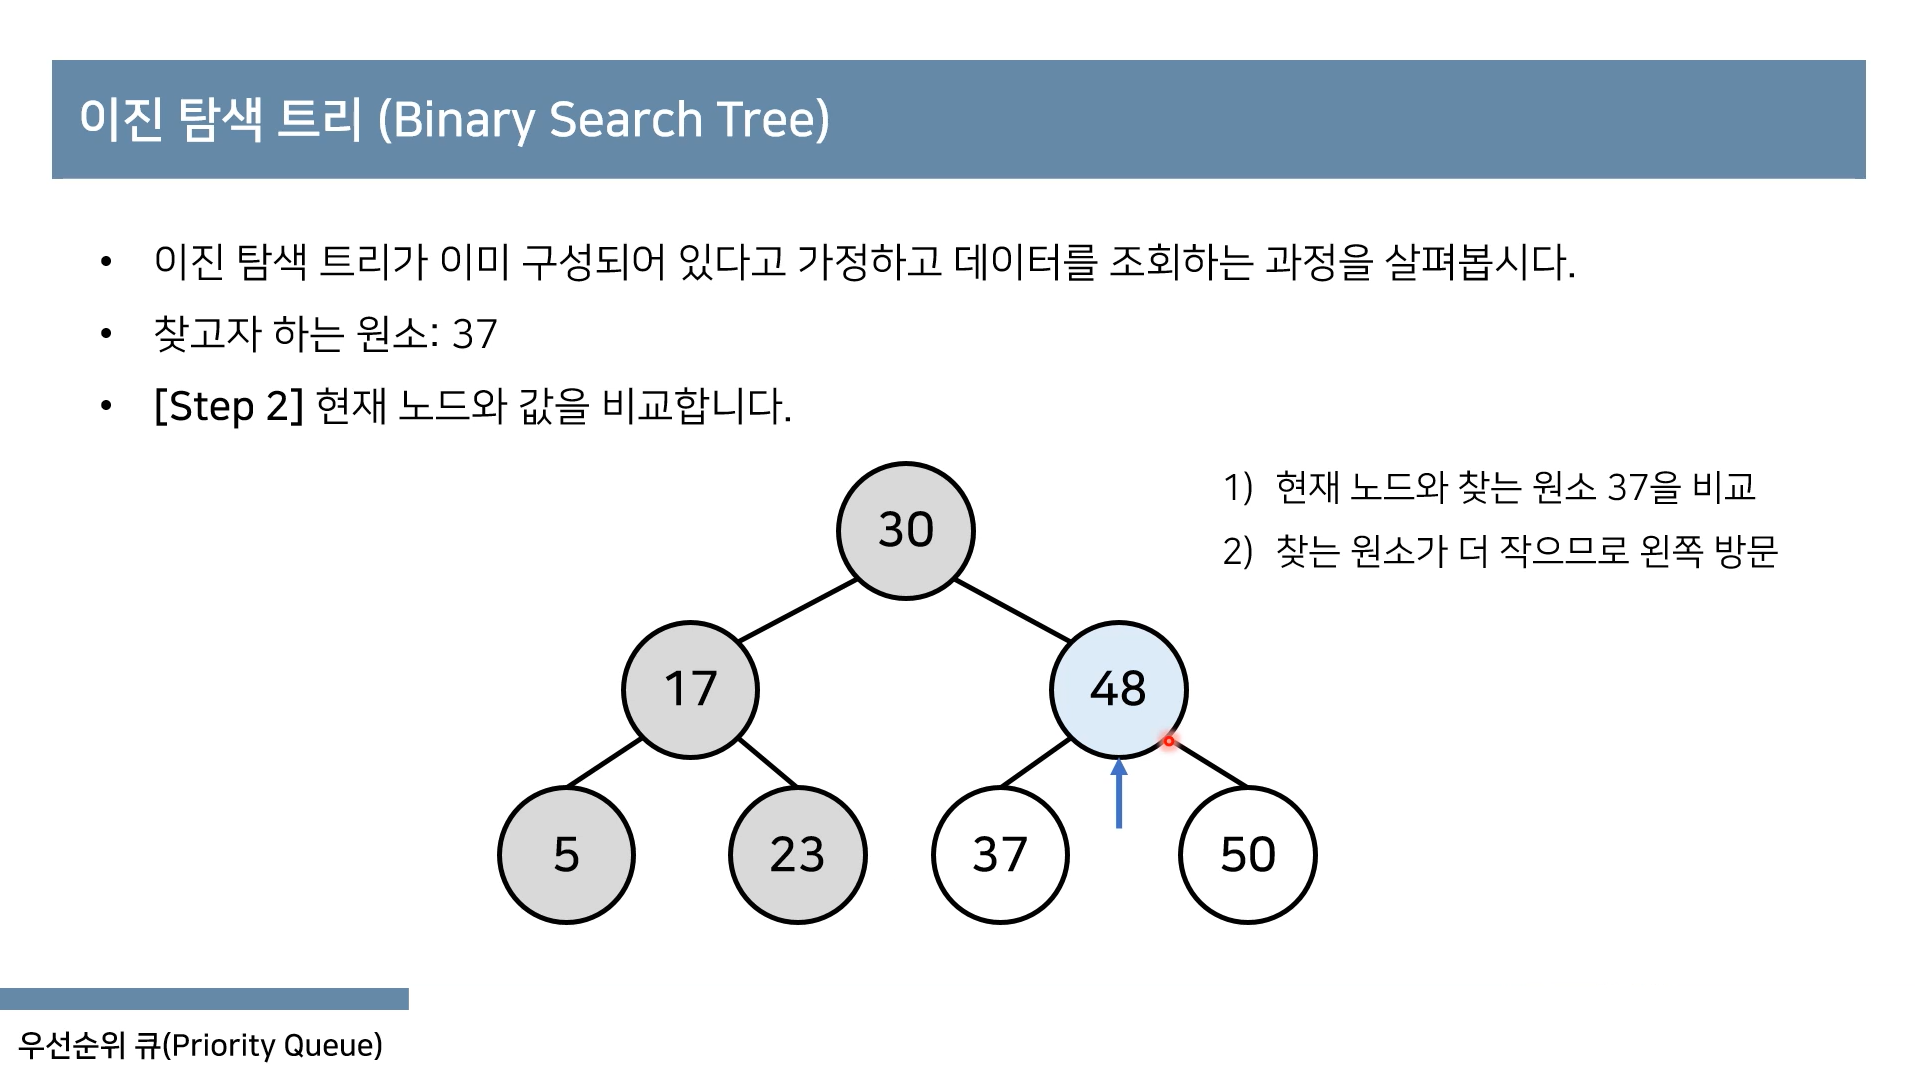 이진 탐색 트리 (Binary Search Tree)
• 이진 탐색 트리가 이미 구성되어 있다고 가정하고 데이터를 조회하는 과정을 살펴봅시다.
• 찾고자 하는 원소: 37
• [Step 2] 현재 노드와 값을 비교합니다.
1) 현재 노드와 찾는 원소 37을 비교
2) 찾는 원소가 더 작으므로 왼쪽 방문
30
17
48
5
23
37
50
우선순위 큐(Priority Queue)